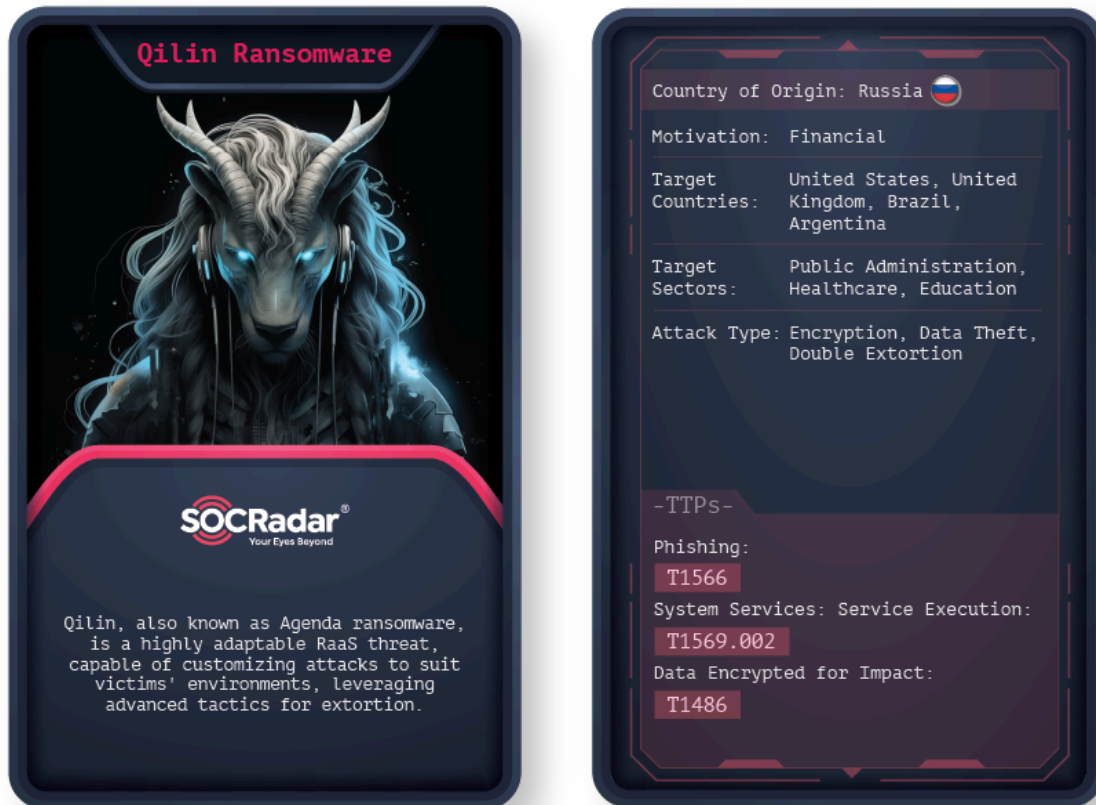 Qilin Ransomware
SOCRadar®
Your Eyes Beyond
Qilin, also known as Agenda ransomware,
is a highly adaptable RaaS threat,
capable of customizing attacks to suit
victims' environments, leveraging
advanced tactics for extortion.
Country of Origin: Russia
Motivation: Financial
Target Countries: United States, United
Kingdom, Brazil,
Argentina
Target Sectors: Public Administration,
Healthcare, Education
Attack Type: Encryption, Data Theft,
Double Extortion
-TTPs-
Phishing:
T1566
System Services: Service Execution:
T1569.002
Data Encrypted for Impact:
T1486